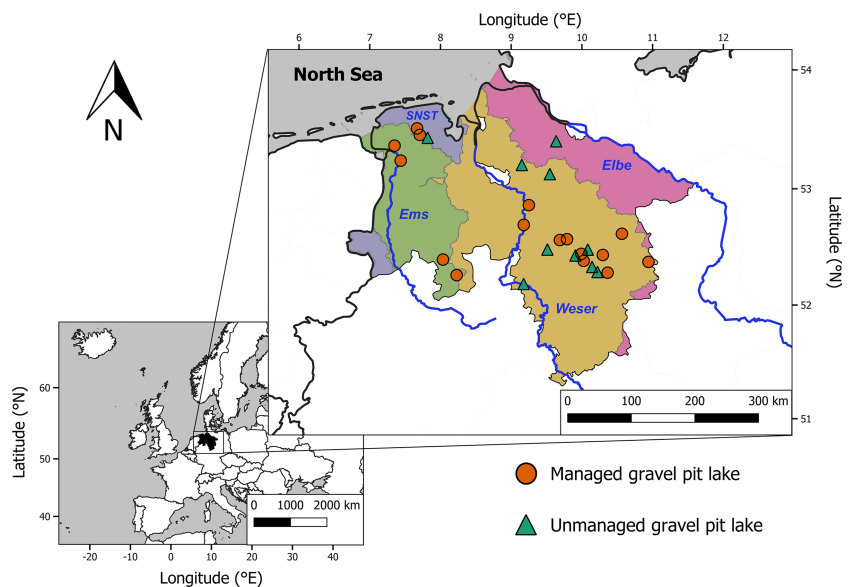 Longitude (°E)
6 7 8 9 10 11 12
North Sea
54
SNST
Elbe
53
Ems
Latitude (°N)
52
Weser
0 100 200 300 km
51
N
Latitude (°N)
60
50
40
0 1000 2000 km
-20 -10 0 10 20 30 40
Longitude (°E)
Managed gravel pit lake
Unmanaged gravel pit lake